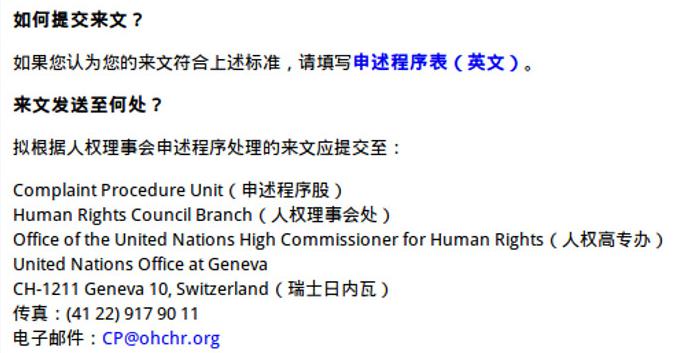 如何提交来文？
如果您认为您的来文符合上述标准，请填写申述程序表（英文）。
来文发送至何处？
拟根据人权理事会申述程序处理的来文应提交至：
Complaint Procedure Unit（申述程序股）
Human Rights Council Branch（人权理事会处）
Office of the United Nations High Commissioner for Human Rights（人权高专办）
United Nations Office at Geneva
CH-1211 Geneva 10, Switzerland（瑞士日内瓦）
传真：(41 22) 917 90 11
电子邮件：CP@ohchr.org